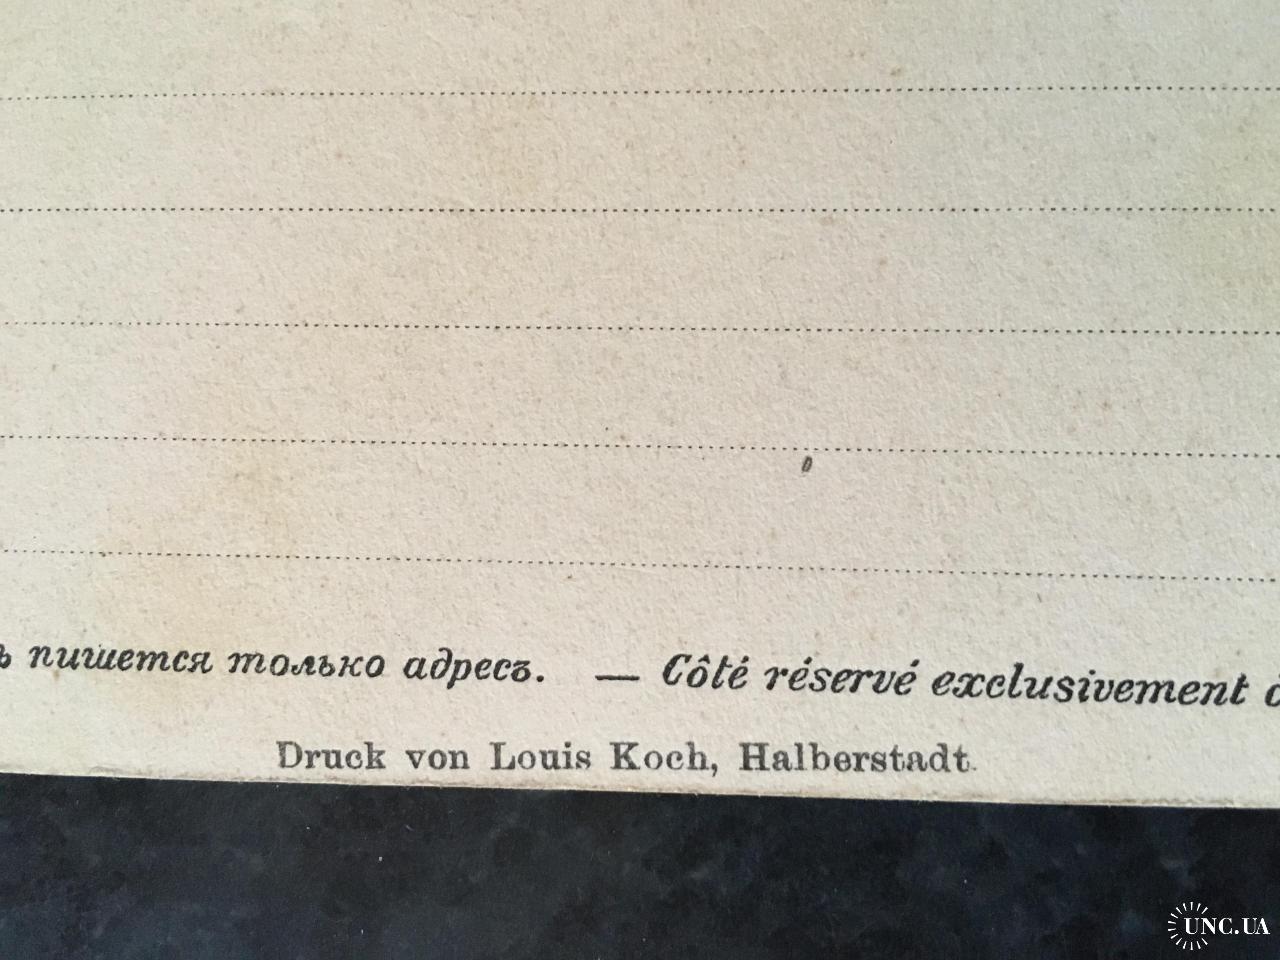 ь пишется только адресъ. — Côté réservé exclusivement à
Druck von Louis Koch, Halberstadt.
UNC.UA